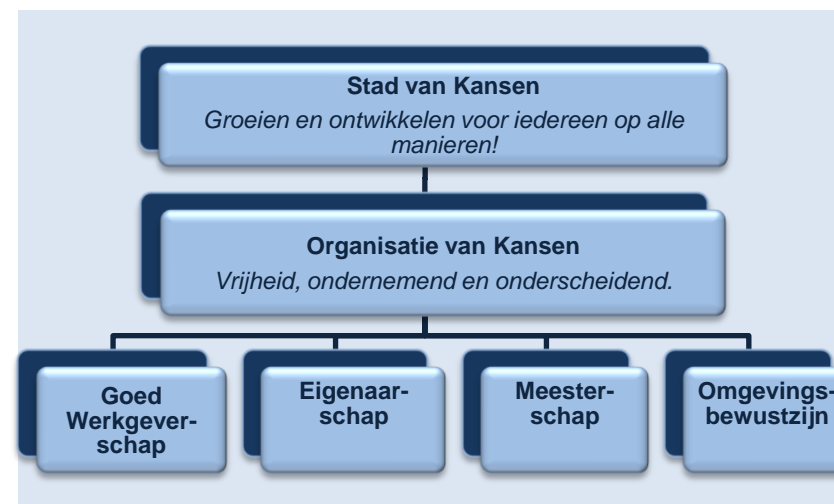 Stad van Kansen
Groeien en ontwikkelen voor iedereen op alle
manieren!
Organisatie van Kansen
Vrijheid, ondernemend en onderscheidend.
Goed
Werkgever-
schap
Eigenaar-
schap
Meester-
schap
Omgevings-
bewustzijn